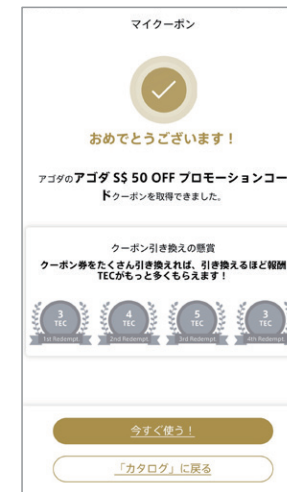 マイクーポン
おめでとうございます！
アゴダのアゴダ S$ 50 OFF プロモーションコー
ドクーポンを取得できました。
クーポン引き換えの懸賞
クーポン券をたくさん引き換えれば、引き換えるほど報酬
TECがもっと多くもらえます！
3 4 5 3
TEC TEC TEC TEC
1st Redempt. 2nd Redempt. 3rd Redempt. 4th Redempt.
今すぐ使う！
「カタログ」に戻る